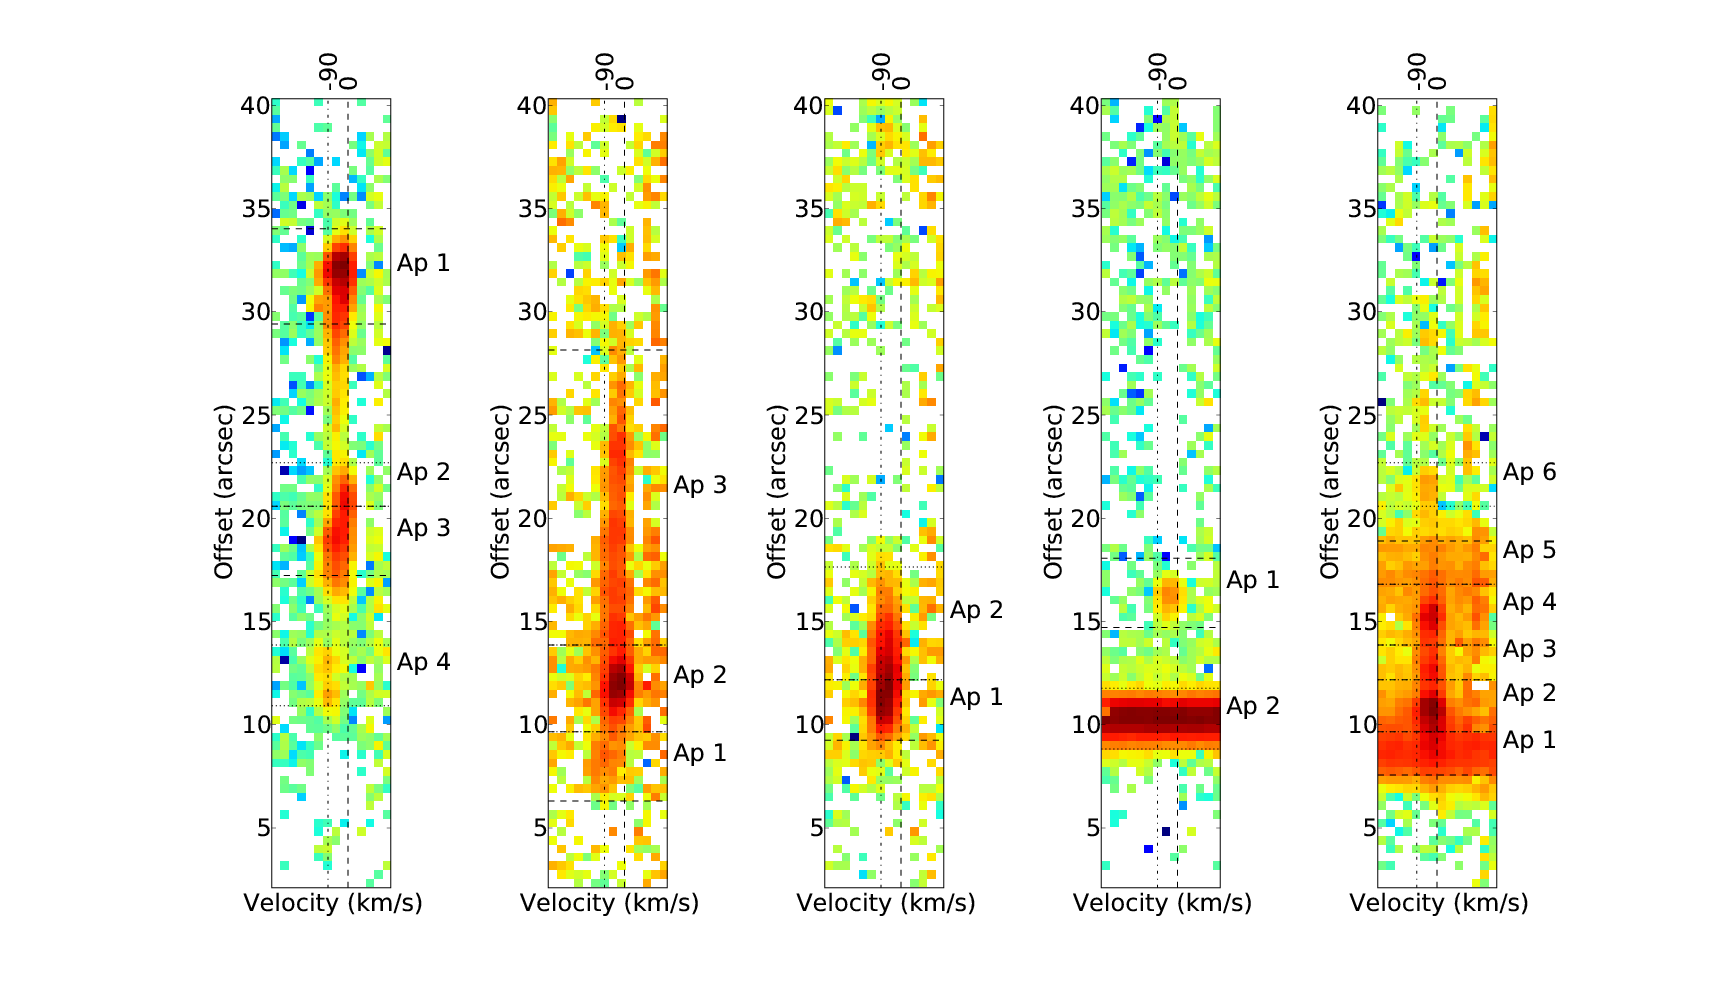 -90 0 -90 0 -90 0 -90 0 -90 0
40 40 40 40 40
35 35 35 35 35
Ap 1
30 30 30 30 30
25 25 25 25 25
Ap 2 Ap 3 Ap 6
20 20 20 20 20
Ap 3 Ap 5
Ap 1
Ap 2 Ap 4
15 15 15 15 15
Ap 4 Ap 2 Ap 3
Ap 1 Ap 2 Ap 2
10 10 10 10 10
Ap 1 Ap 1
5 5 5 5 5
Offset (arcsec) Offset (arcsec) Offset (arcsec) Offset (arcsec) Offset (arcsec)
Velocity (km/s) Velocity (km/s) Velocity (km/s) Velocity (km/s) Velocity (km/s)